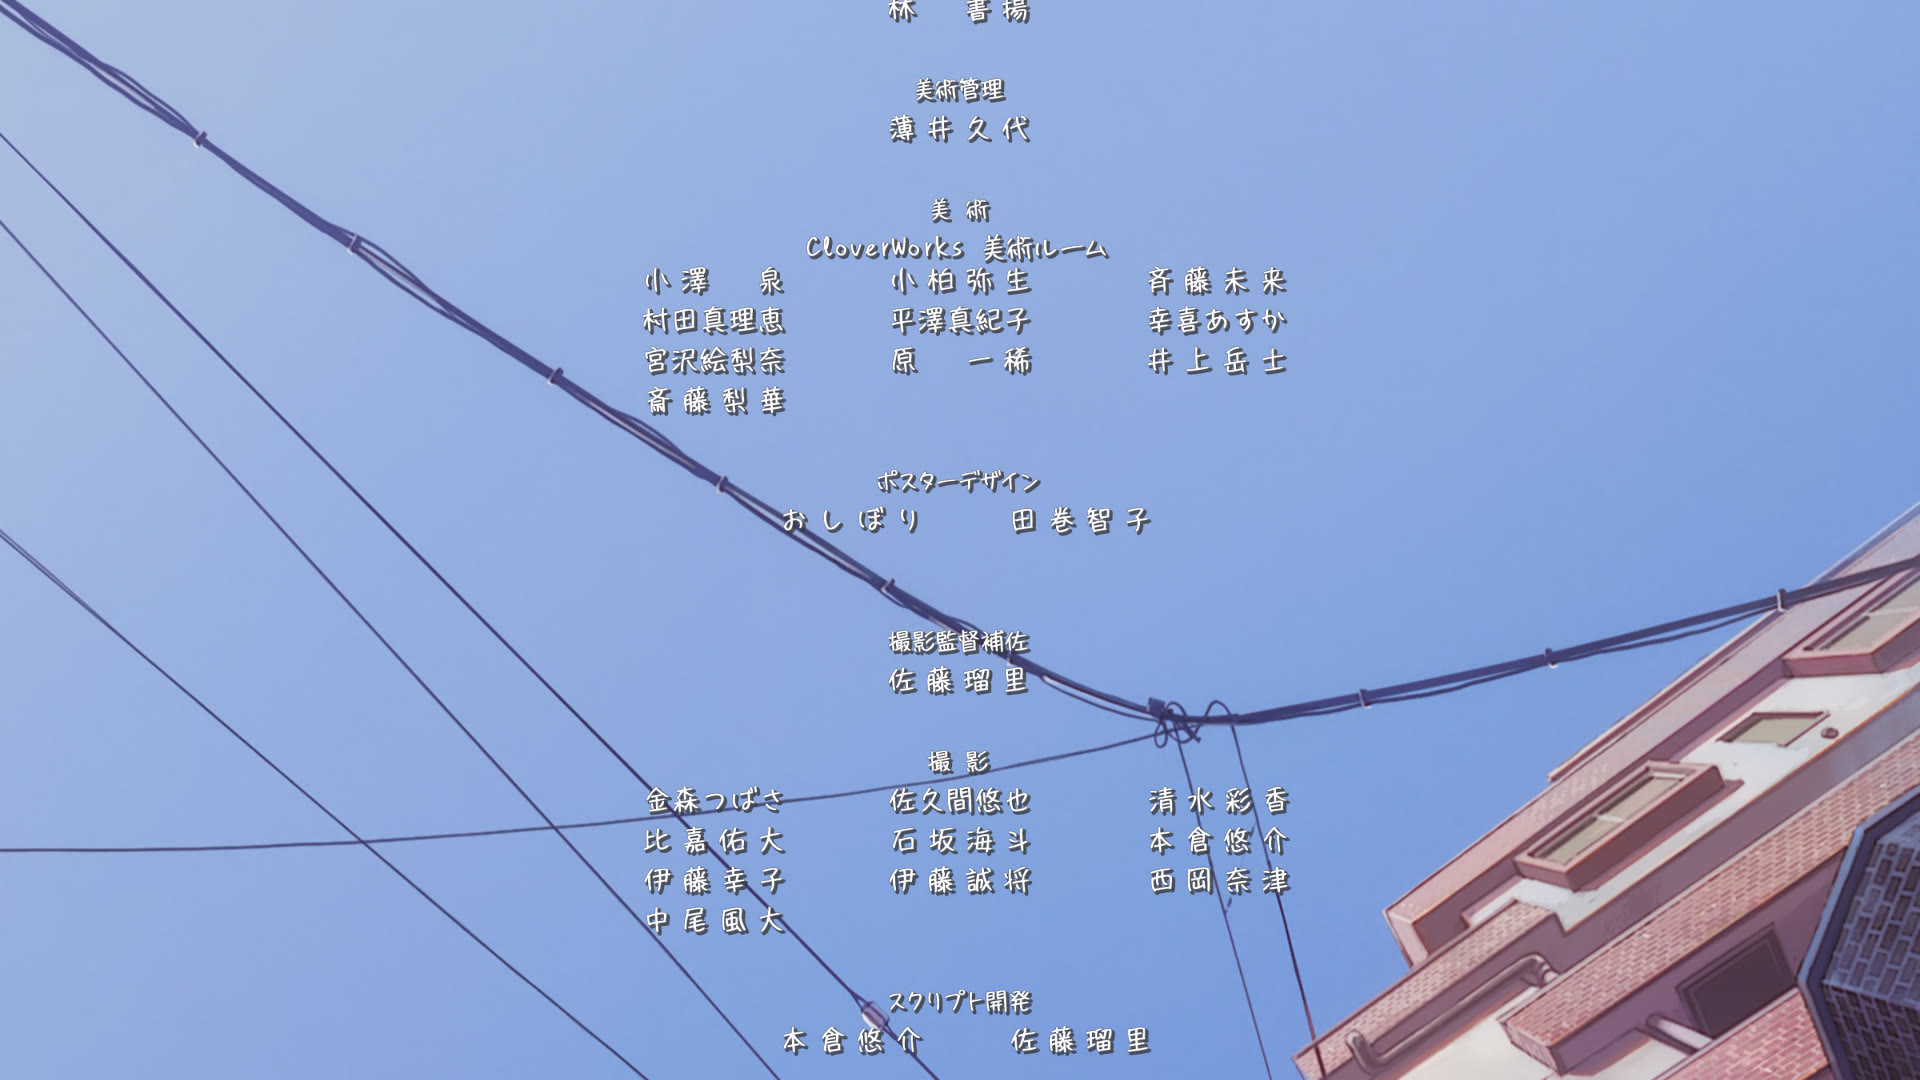 林 書揚
美術管理
薄井久代
美術
CloverWorks 美術ルーム
小澤 泉 小柏弥生 斉藤未来
村田真理恵 平澤真紀子 幸喜あすか
宮沢絵梨奈 原 一稀 井上岳士
斎藤梨華
ポスターデザイン
おしぼり 田巻智子
撮影監督補佐
佐藤瑠里
撮影
金森つばさ 佐久間悠也 清水彩香
比嘉佑大 石坂海斗 本倉悠介
伊藤幸子 伊藤誠将 西岡奈津
中尾風大
スクリプト開発
本倉悠介 佐藤瑠里